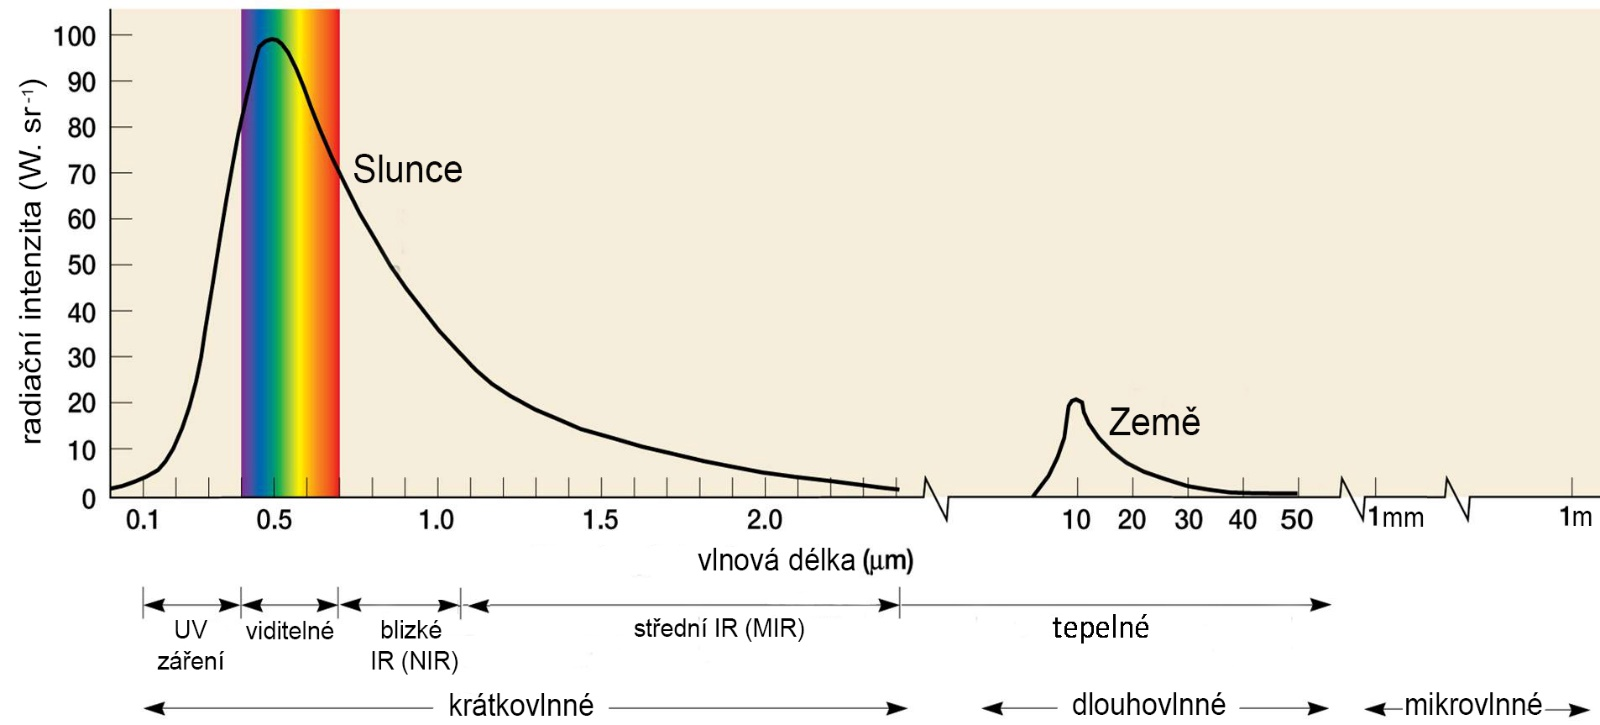 radiační intenzita (W. sr⁻¹)
100
90
80
70
60
50
40
30
20
10
0
Slunce
Země
0.1 0.5 1.0 1.5 2.0 10 20 30 40 50 1mm 1m
vlnová délka (μm)
UV
záření
viditelné
blizké
IR (NIR)
střední IR (MIR)
tepelné
krátkovlnné
dlouhovlnné
mikrovlnné